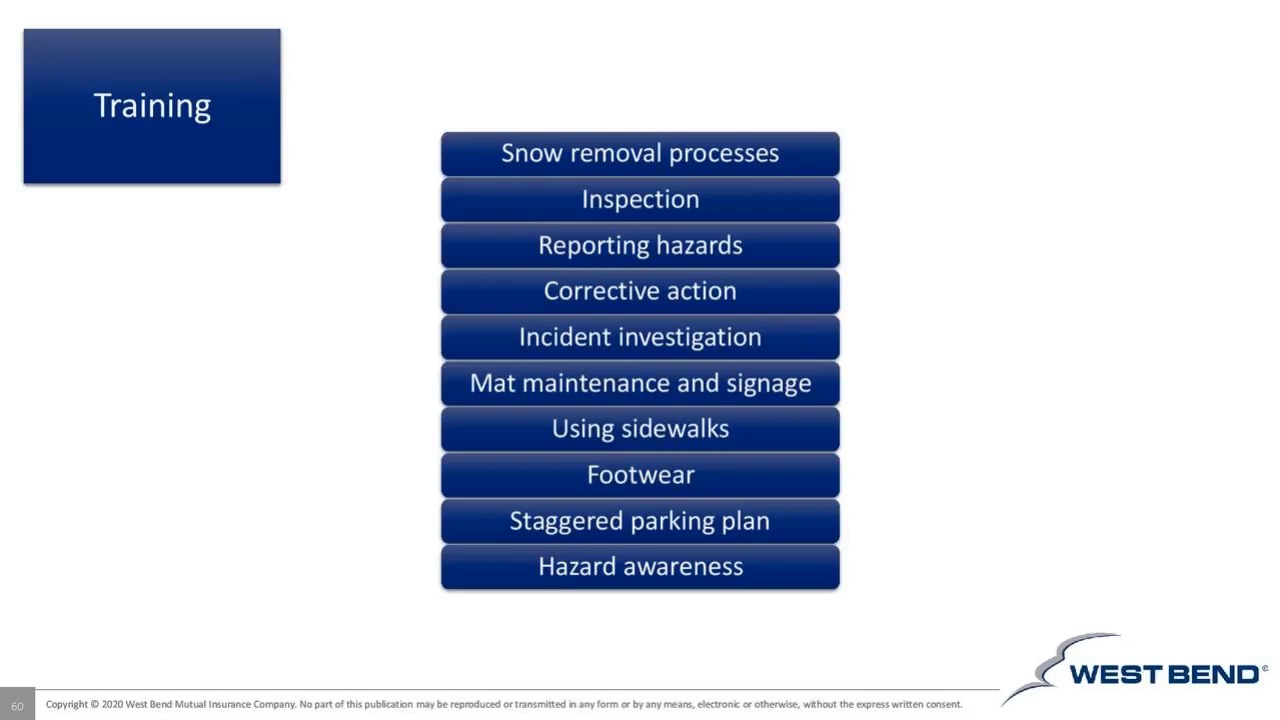 Training
Snow removal processes
Inspection
Reporting hazards
Corrective action
Incident investigation
Mat maintenance and signage
Using sidewalks
Footwear
Staggered parking plan
Hazard awareness
WEST BEND®
60
Copyright © 2020 West Bend Mutual Insurance Company. No part of this publication may be reproduced or transmitted in any form or by any means, electronic or otherwise, without the express written consent.